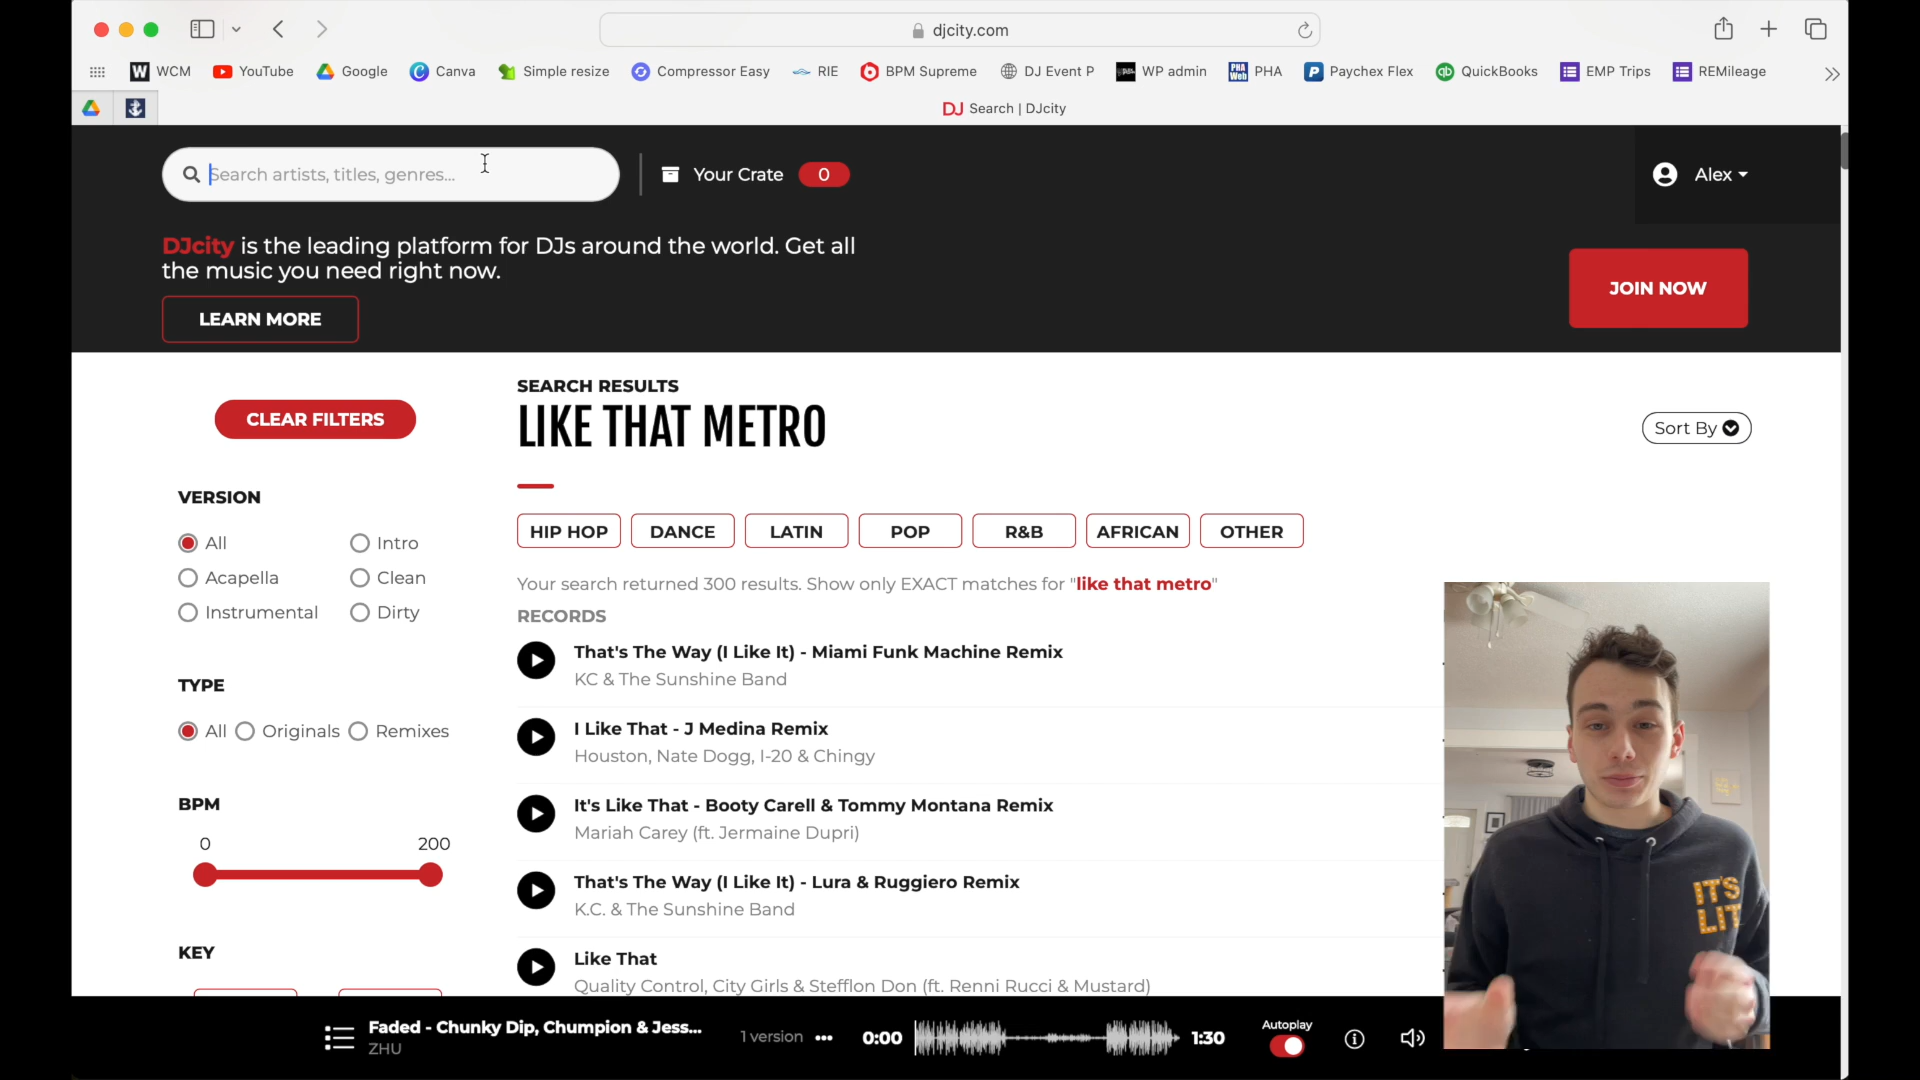 djcity.com
WCM
YouTube
Google
Canva
Simple resize
Compressor Easy
RIE
BPM Supreme
DJ Event P
WP admin
PHA
Paychex Flex
QuickBooks
EMP Trips
REMileage
DJ Search | DJcity
Search artists, titles, genres...
Your Crate 0
Alex
DJcity is the leading platform for DJs around the world. Get all
the music you need right now.
LEARN MORE
JOIN NOW
CLEAR FILTERS
SEARCH RESULTS
LIKE THAT METRO
Sort By
VERSION
All
Intro
Acapella
Clean
Instrumental
Dirty
TYPE
All Originals Remixes
BPM
0 200
KEY
HIP HOP
DANCE
LATIN
POP
R&B
AFRICAN
OTHER
Your search returned 300 results. Show only EXACT matches for "like that metro"
RECORDS
That's The Way (I Like It) - Miami Funk Machine Remix
KC & The Sunshine Band
I Like That - J Medina Remix
Houston, Nate Dogg, I-20 & Chingy
It's Like That - Booty Carell & Tommy Montana Remix
Mariah Carey (ft. Jermaine Dupri)
That's The Way (I Like It) - Lura & Ruggiero Remix
K.C. & The Sunshine Band
Like That
Quality Control, City Girls & Stefflon Don (ft. Renni Rucci & Mustard)
IT'S
LIT
Faded - Chunky Dip, Chumpion & Jess...
ZHU
1 version
0:00
1:30
Autoplay